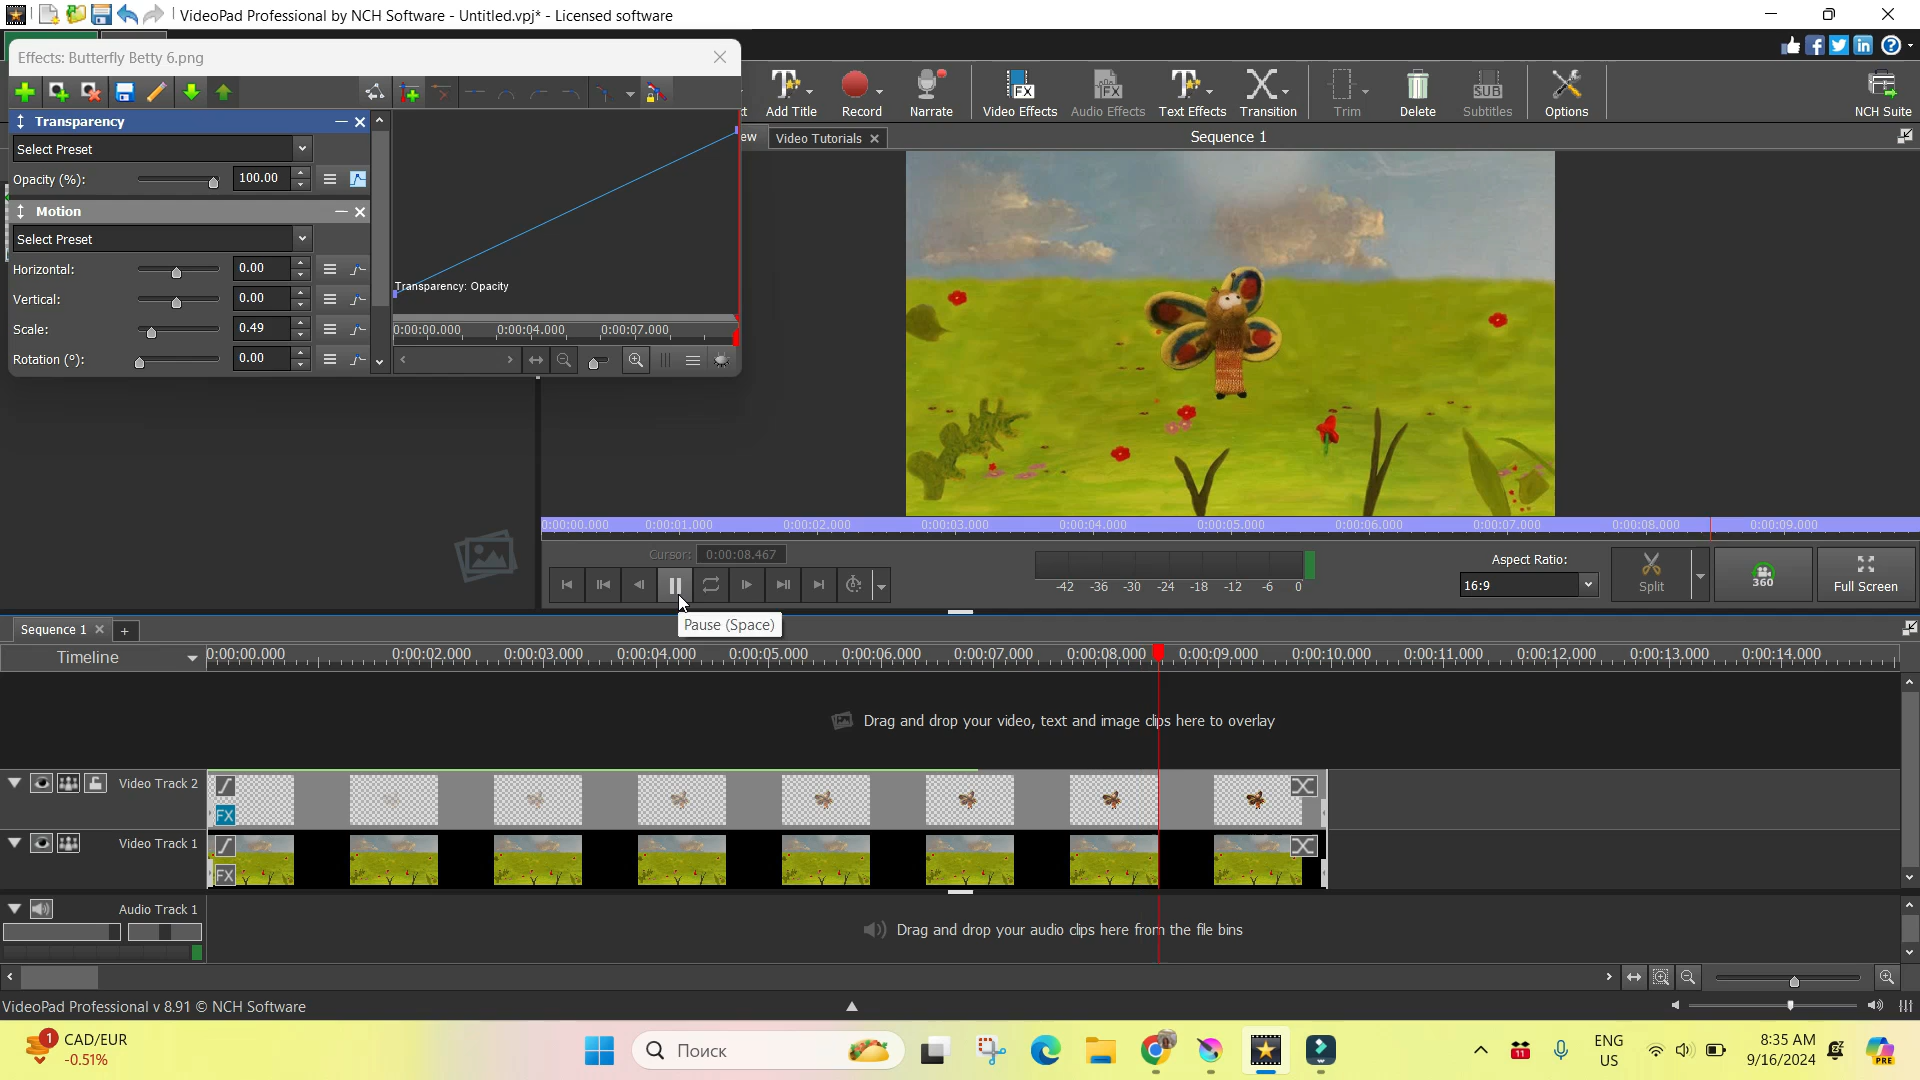 VideoPad Professional by NCH Software - Untitled.vpj* - Licensed software
Effects: Butterfly Betty 6.png
Add Title
Record
Narrate
Video Effects
Audio Effects
Text Effects
Transition
Trim
Delete
Subtitles
Options
NCH Suite
Transparency
Select Preset
Opacity (%):
100.00
Motion
Select Preset
Horizontal:
0.00
Vertical:
0.00
Scale:
0.49
Rotation (°):
0.00
Transparency: Opacity
0:00:00.000 0:00:04.000 0:00:07.000
ew
Video Tutorials
Sequence 1
0:00:00.000 0:00:01.000 0:00:02.000 0:00:03.000 0:00:04.000 0:00:05.000 0:00:06.000 0:00:07.000 0:00:08.000 0:00:09.000
Cursor: 0:00:08.467
-42 -36 -30 -24 -18 -12 -6 0
Aspect Ratio:
16:9
Split
360
Full Screen
Pause (Space)
Sequence 1
Timeline
0:00:00.000 0:00:02.000 0:00:03.000 0:00:04.000 0:00:05.000 0:00:06.000 0:00:07.000 0:00:08.000 0:00:09.000 0:00:10.000 0:00:11.000 0:00:12.000 0:00:13.000 0:00:14.000
Drag and drop your video, text and image clips here to overlay
Video Track 2
FX
Video Track 1
FX
Audio Track 1
Drag and drop your audio clips here from the file bins
VideoPad Professional v 8.91 © NCH Software
1
CAD/EUR
-0.51%
Поиск
11
ENG
US
8:35 AM
9/16/2024
PRE